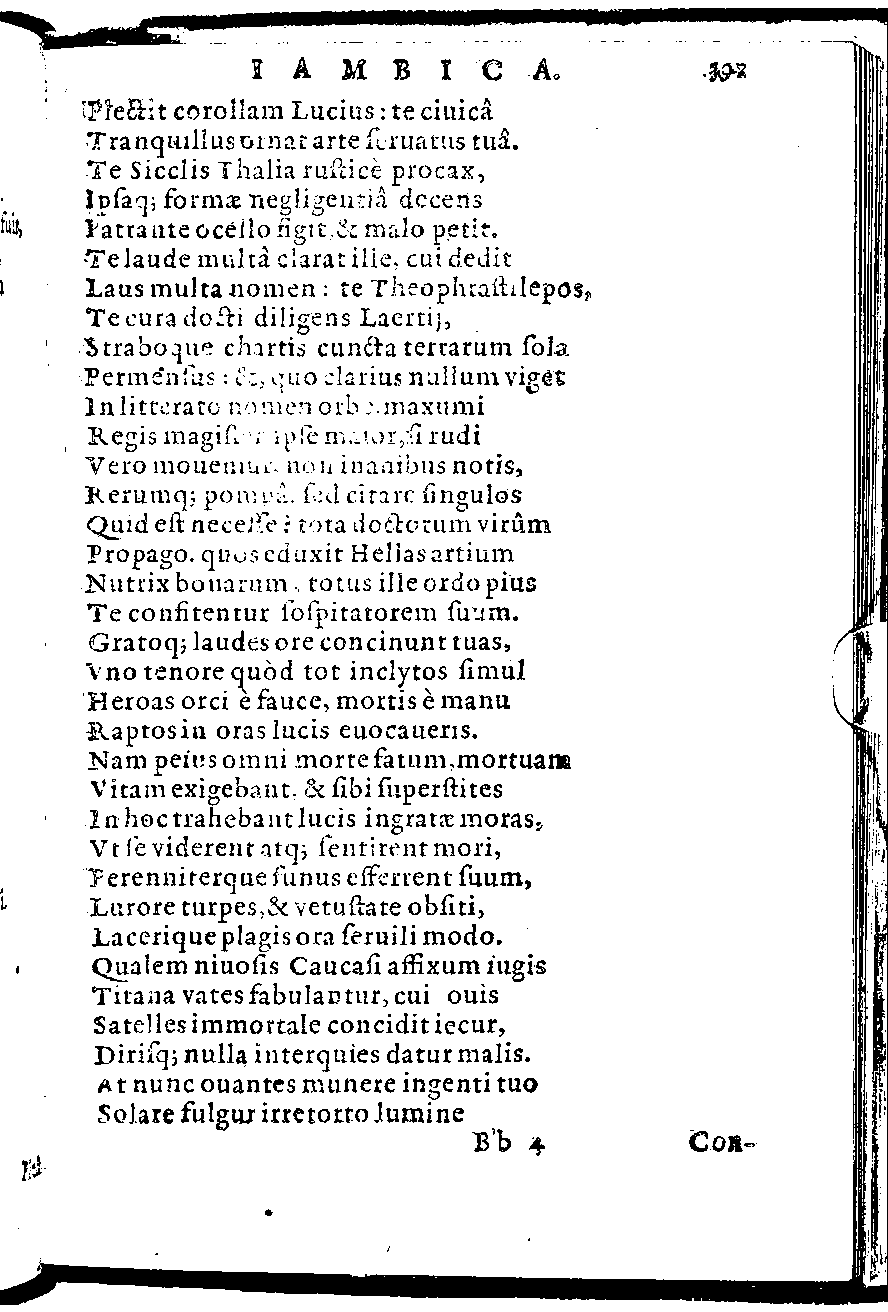 IAMBICA. 392
Plectit corollam Lucius: te ciuicâ
Tranquillus ornat arte ſeruatus tuâ.
Te Sicclis Thalia ruſticè procax,
Ipſaq; formæ negligentiâ decens
Patrante ocello figit, & malo petit.
Te laude multâ clarat ille, cui dedit
Laus multa nomen: te Theophraſti lepos,
Te cura docti diligens Laertij,
Straboque chartis cuncta terrarum ſola
Permenſus: &, quo clarius nullum viget
In litterato nomen orbe maxumi
Regis magiſter ipſe maior, ſi rudi
Vero mouemur, non inanibus notis,
Rerumq; pompâ. ſed citare ſingulos
Quid eſt neceſſe? tota doctorum virûm
Propago, quos eduxit Hellas artium
Nutrix bonarum, totus ille ordo pius
Te confitentur ſoſpitatorem ſuum.
Gratoq; laudes ore concinunt tuas,
Vno tenore quòd tot inclytos ſimul
Heroas orci è fauce, mortis è manu
Raptos in oras lucis euocaueris.
Nam peius omni morte fatum, mortuam
Vitam exigebant, & ſibi ſuperſtites
In hoc trahebant lucis ingratæ moras,
Vt ſe viderent atq; ſentirent mori,
Perenniterque funus efferrent ſuum,
Lurore turpes, & vetuſtate obſiti,
Lacerique plagis ora ſeruili modo.
Qualem niuoſis Caucaſi affixum iugis
Titana vates fabulantur, cui ouis
Satelles immortale concidit iecur,
Diriſq; nulla interquies datur malis.
At nunc ouantes munere ingenti tuo
Solare fulgur irretorto lumine
Bb 4 Con-